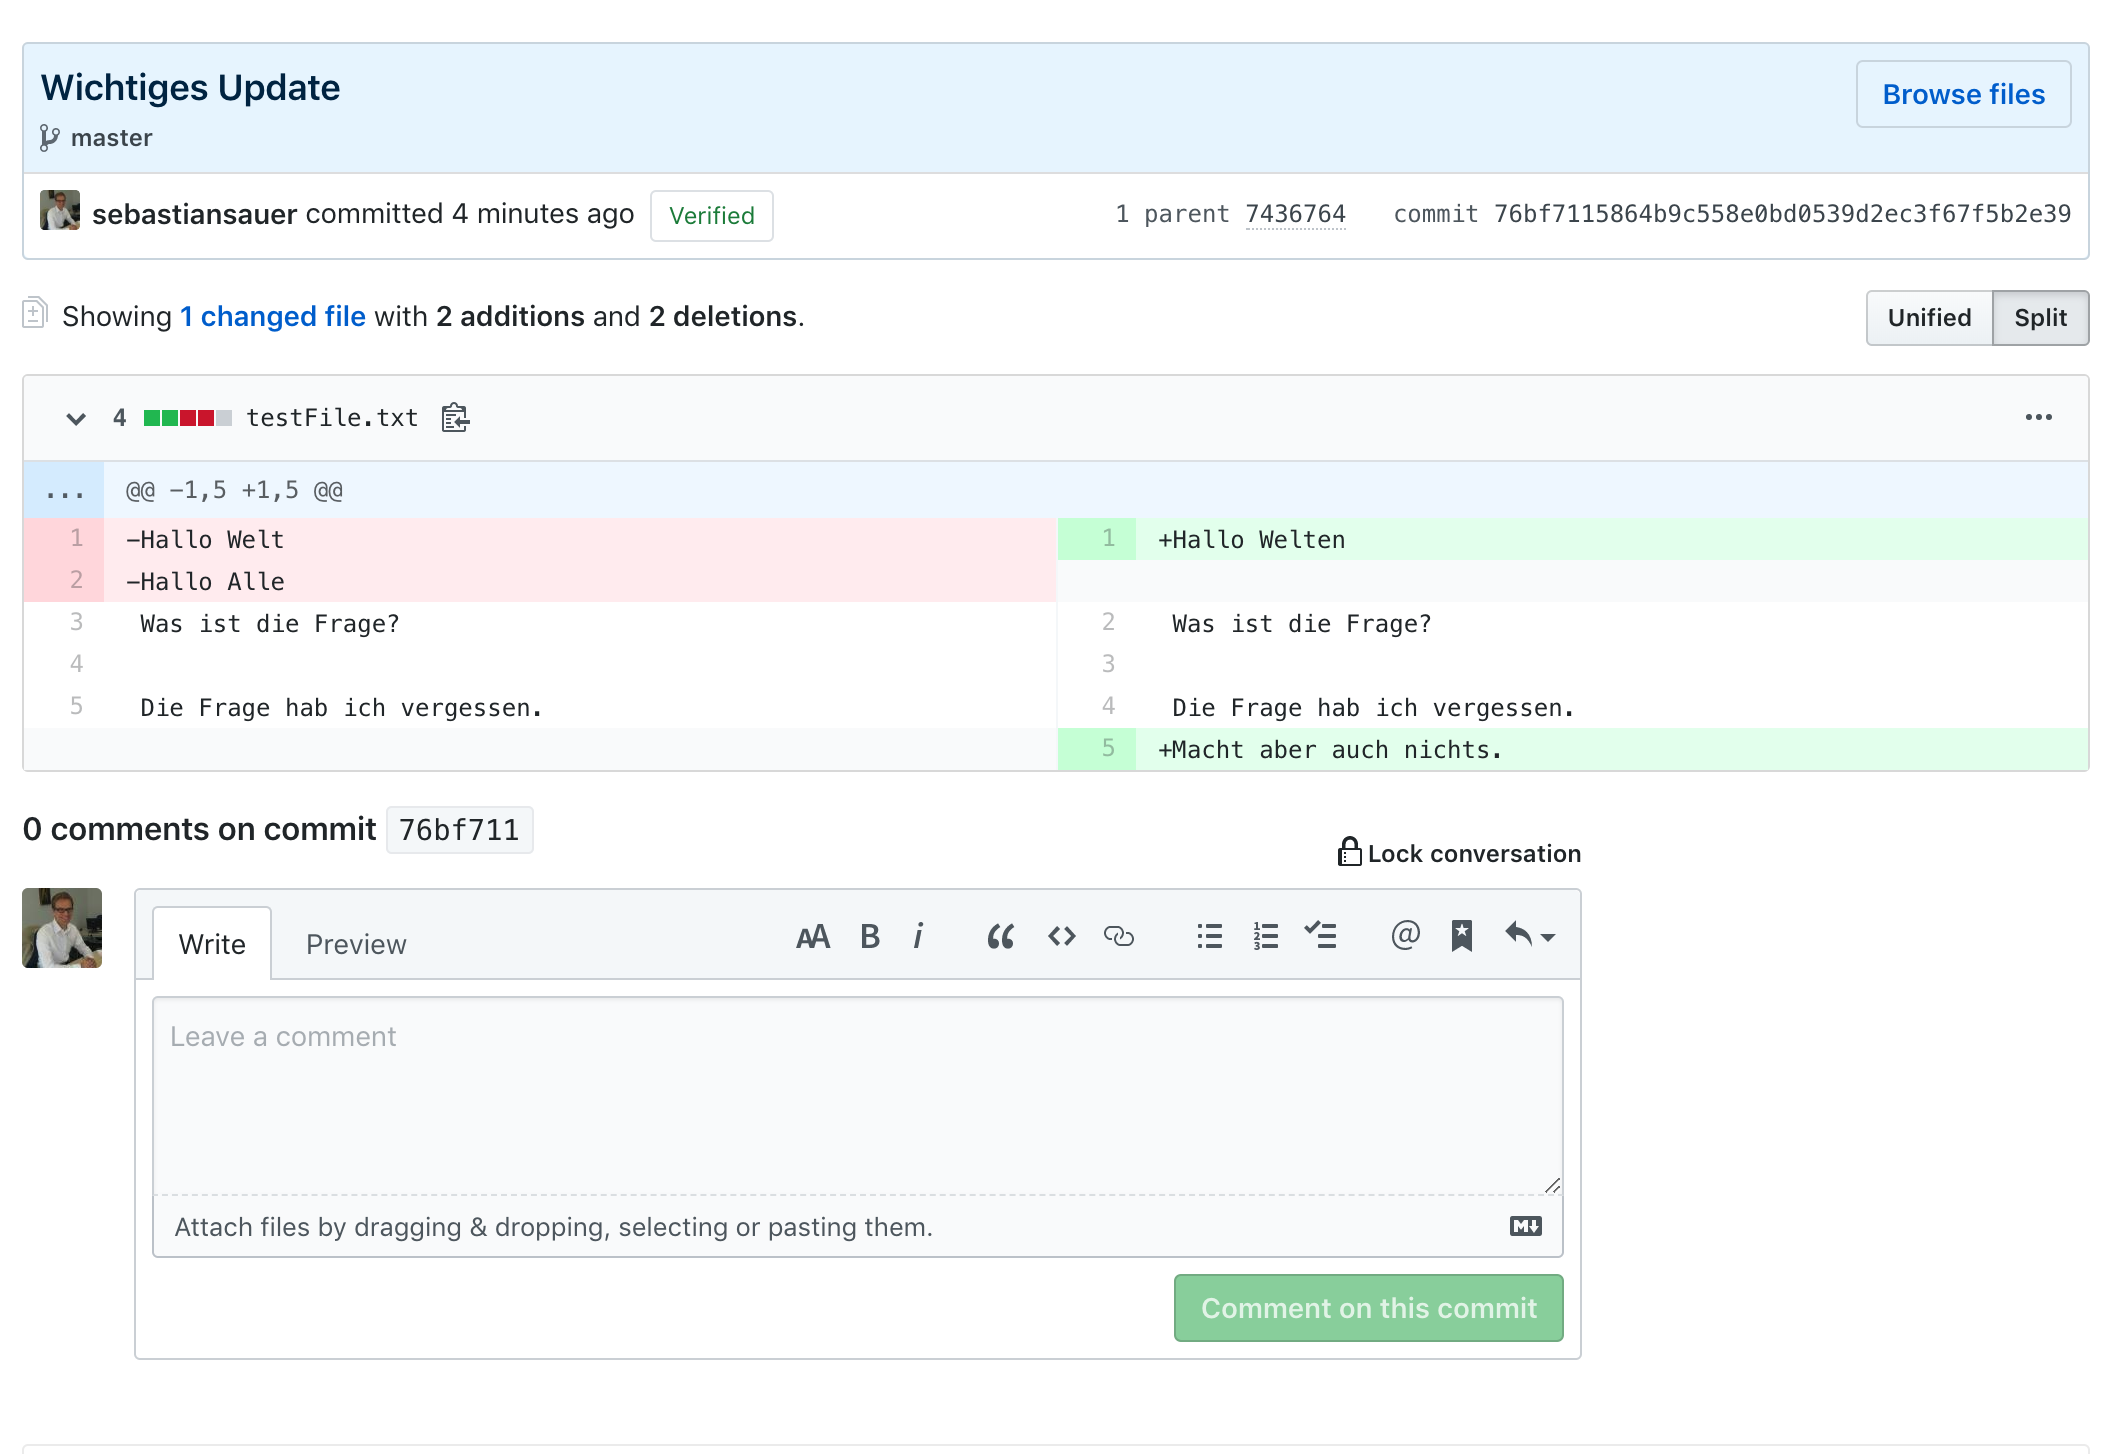 Wichtiges Update
Browse files
master
sebastiansauer committed 4 minutes ago Verified 1 parent 7436764 commit 76bf7115864b9c558e0bd0539d2ec3f67f5b2e39
Showing 1 changed file with 2 additions and 2 deletions.
Unified Split
4 testFile.txt
... @@ -1,5 +1,5 @@
1 -Hallo Welt 1 +Hallo Welten
2 -Hallo Alle
3 Was ist die Frage? 2 Was ist die Frage?
4 3
5 Die Frage hab ich vergessen. 4 Die Frage hab ich vergessen.
5 +Macht aber auch nichts.
0 comments on commit 76bf711
Lock conversation
Write Preview AA B i “ <> 1 2 3 @
Leave a comment
Attach files by dragging & dropping, selecting or pasting them. M↓
Comment on this commit